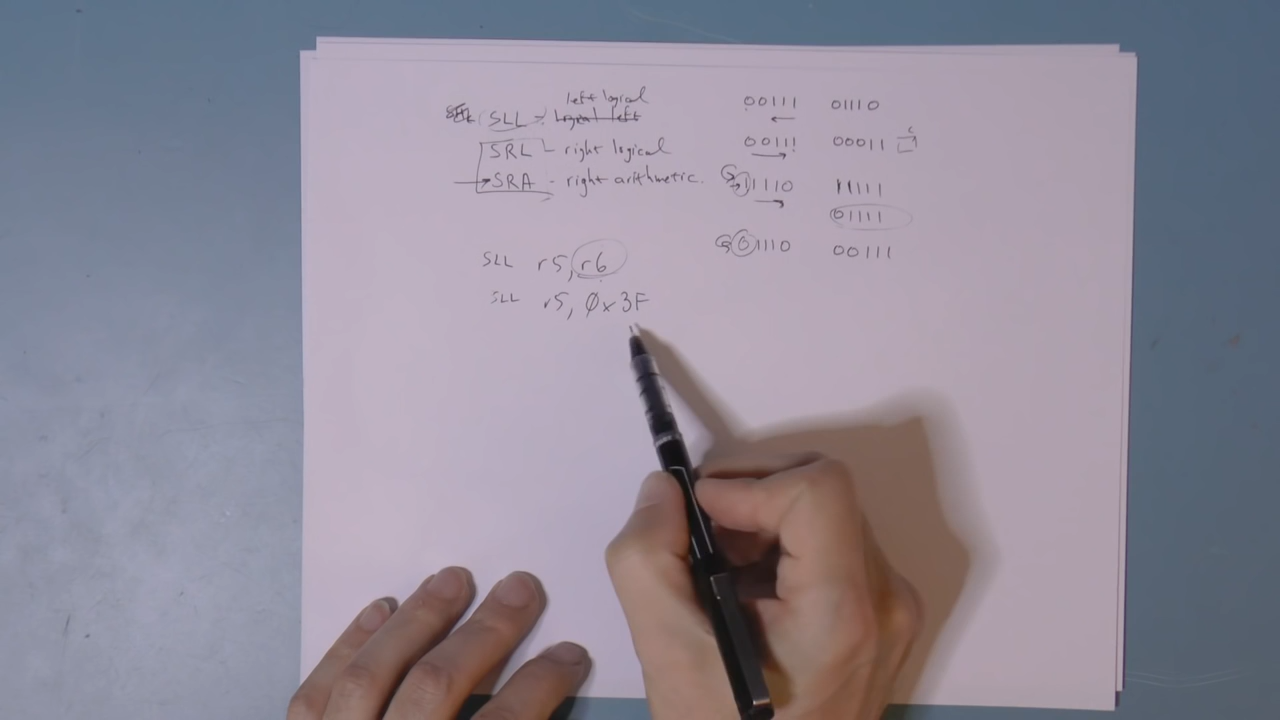 left logical
SLL - logical left 00111 01110
SRL - right logical 00111 00011 c
SRA - right arithmetic. 11110 11111
01111
01110 00111
SLL r5, r6
SLL r5, 0x3F